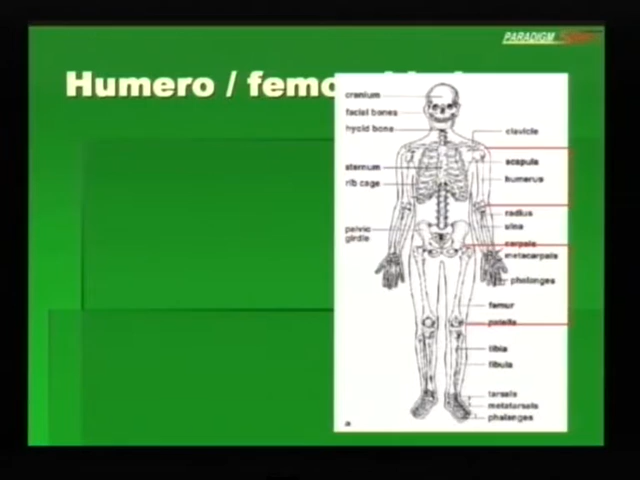 PARADIGM
Humero / femo
cranium
facial bones
hyoid bone
clavicle
sternum
scapula
rib cage
humerus
radius
ulna
pelvic
girdle
carpals
metacarpals
phalanges
femur
patella
tibia
fibula
tarsals
metatarsals
phalanges
a